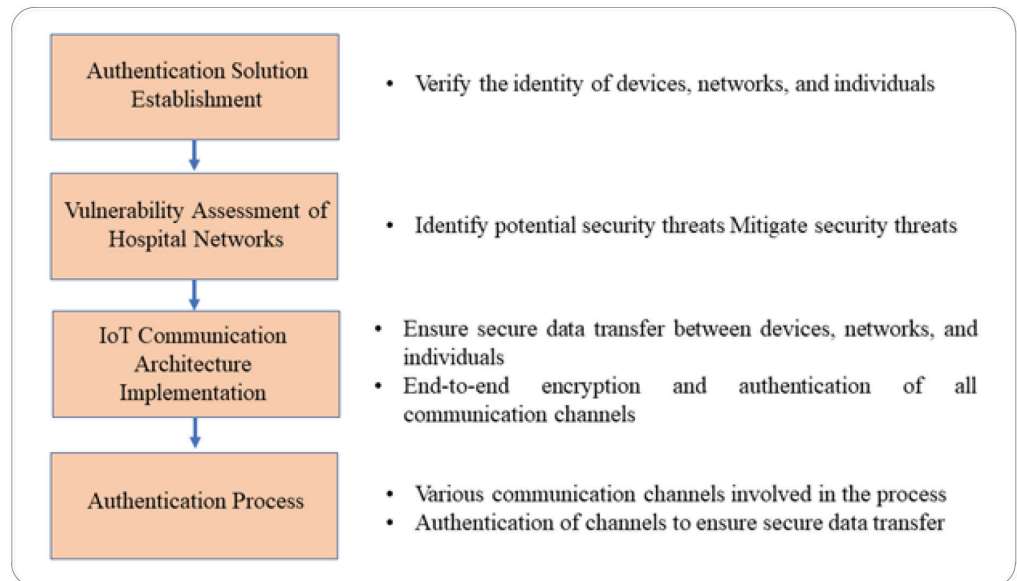 Authentication Solution
Establishment
• Verify the identity of devices, networks, and individuals
Vulnerability Assessment of
Hospital Networks
• Identify potential security threats Mitigate security threats
IoT Communication
Architecture
Implementation
• Ensure secure data transfer between devices, networks, and
individuals
• End-to-end encryption and authentication of all
communication channels
Authentication Process
• Various communication channels involved in the process
• Authentication of channels to ensure secure data transfer